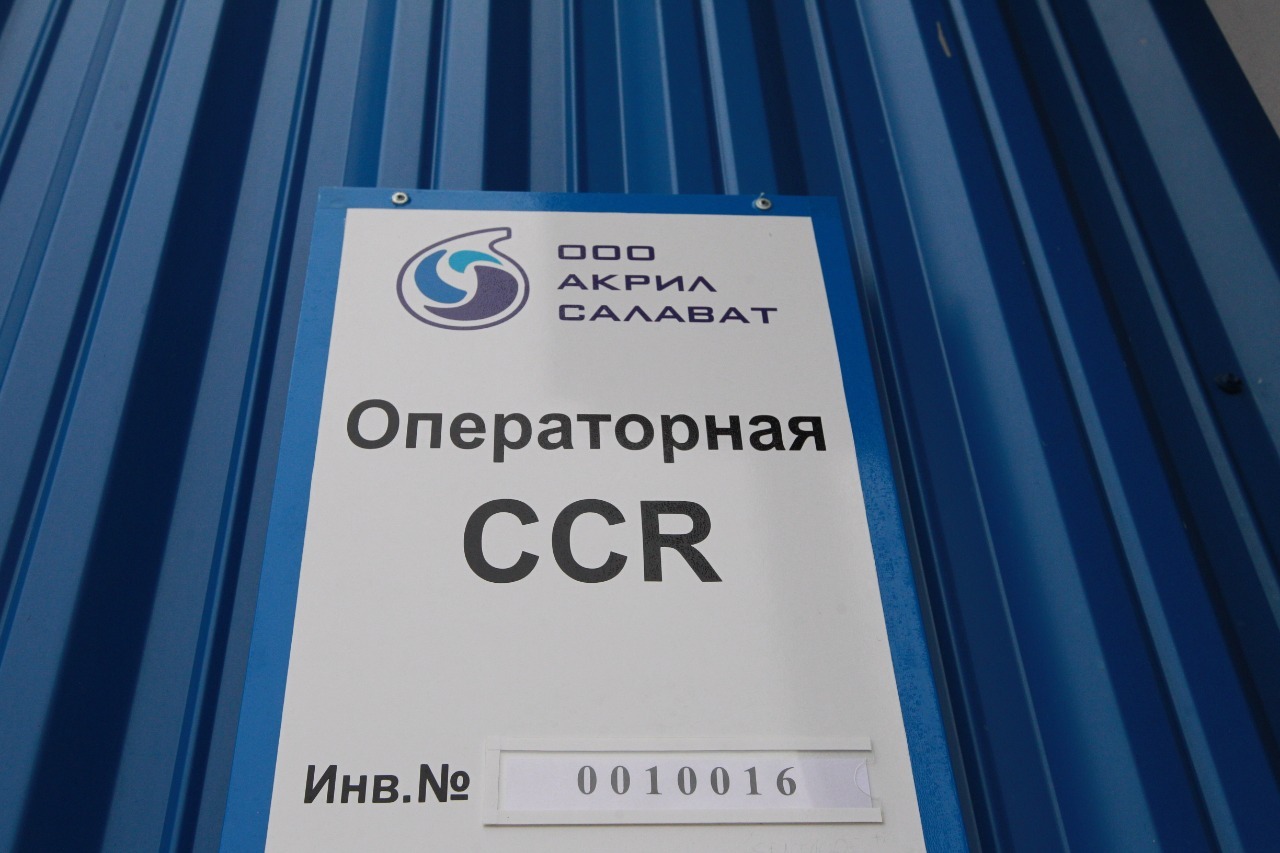 ООО
АКРИЛ
САЛАВАТ
Операторная
CCR
Инв.№ 0010016